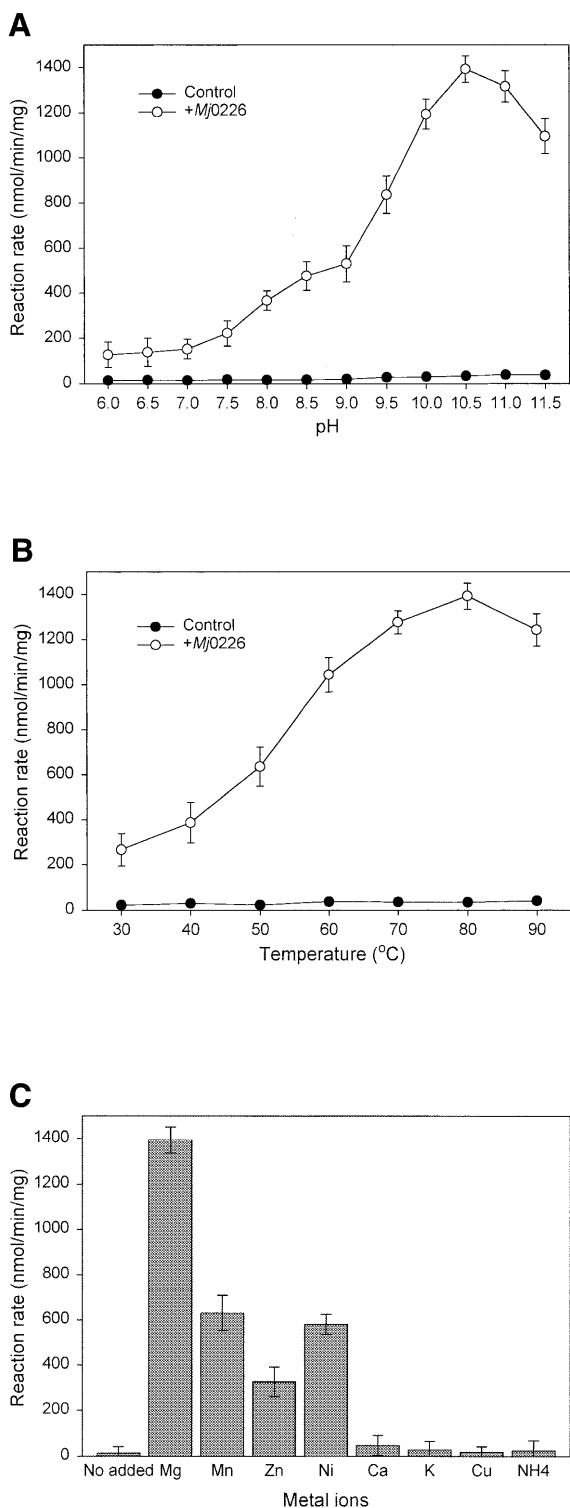 A
Reaction rate (nmol/min/mg)
1400
1200
1000
800
600
400
200
0
Control
+Mj0226
6.0 6.5 7.0 7.5 8.0 8.5 9.0 9.5 10.0 10.5 11.0 11.5
pH
B
Reaction rate (nmol/min/mg)
1400
1200
1000
800
600
400
200
0
Control
+Mj0226
30 40 50 60 70 80 90
Temperature (°C)
C
Reaction rate (nmol/min/mg)
1400
1200
1000
800
600
400
200
0
No added Mg Mn Zn Ni Ca K Cu NH4
Metal ions